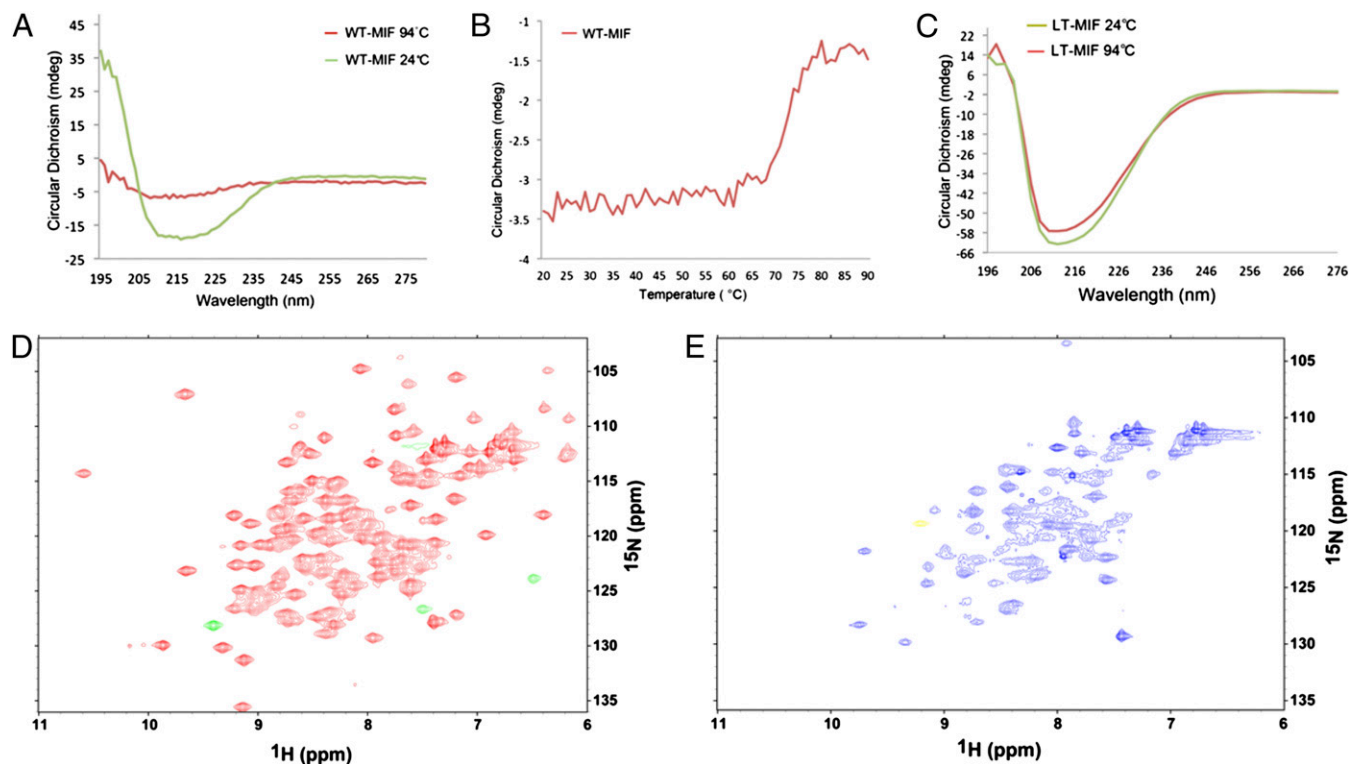 A
45
35
25
15
5
-5
-15
-25
Circular Dichroism (mdeg)
195 205 215 225 235 245 255 265 275
Wavelength (nm)
WT-MIF 94°C
WT-MIF 24°C
B
-1
-1.5
-2
-2.5
-3
-3.5
-4
Circular Dichroism (mdeg)
20 25 30 35 40 45 50 55 60 65 70 75 80 85 90
Temperature ( °C)
WT-MIF
C
22
14
6
-2
-10
-18
-26
-34
-42
-50
-58
-66
Circular Dichroism (mdeg)
196 206 216 226 236 246 256 266 276
Wavelength (nm)
LT-MIF 24°C
LT-MIF 94°C
D
105
110
115
120
125
130
135
15N (ppm)
11 10 9 8 7 6
1H (ppm)
E
105
110
115
120
125
130
135
15N (ppm)
11 10 9 8 7 6
1H (ppm)